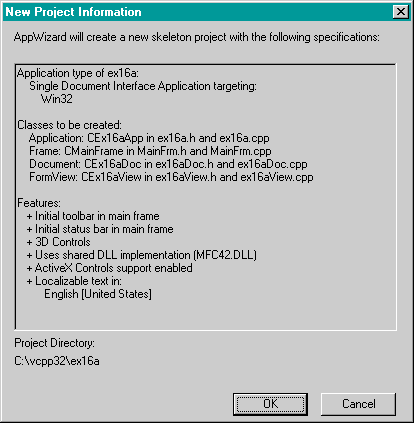 New Project Information
AppWizard will create a new skeleton project with the following specifications:
Application type of ex16a:
Single Document Interface Application targeting:
Win32
Classes to be created:
Application: CEx16aApp in ex16a.h and ex16a.cpp
Frame: CMainFrame in MainFrm.h and MainFrm.cpp
Document: CEx16aDoc in ex16aDoc.h and ex16aDoc.cpp
FormView: CEx16aView in ex16aView.h and ex16aView.cpp
Features:
+ Initial toolbar in main frame
+ Initial status bar in main frame
+ 3D Controls
+ Uses shared DLL implementation (MFC42.DLL)
+ ActiveX Controls support enabled
+ Localizable text in:
English [United States]
Project Directory:
C:\vcpp32\ex16a
OK
Cancel